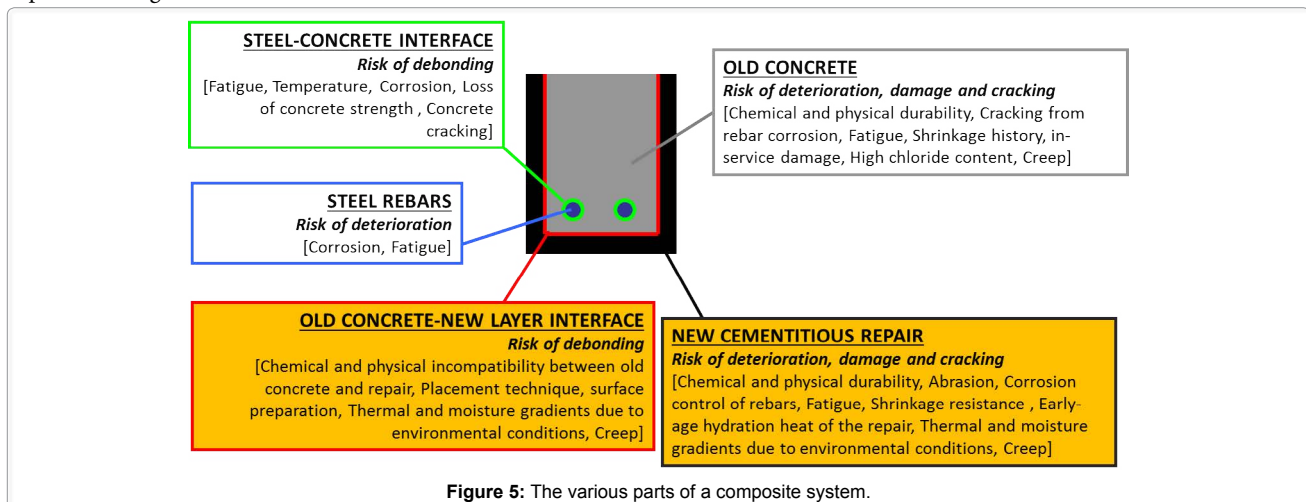 STEEL-CONCRETE INTERFACE
Risk of debonding
[Fatigue, Temperature, Corrosion, Loss
of concrete strength , Concrete
cracking]
OLD CONCRETE
Risk of deterioration, damage and cracking
[Chemical and physical durability, Cracking from
rebar corrosion, Fatigue, Shrinkage history, in-
service damage, High chloride content, Creep]
STEEL REBARS
Risk of deterioration
[Corrosion, Fatigue]
OLD CONCRETE-NEW LAYER INTERFACE
Risk of debonding
[Chemical and physical incompatibility between old
concrete and repair, Placement technique, surface
preparation, Thermal and moisture gradients due to
environmental conditions, Creep]
NEW CEMENTITIOUS REPAIR
Risk of deterioration, damage and cracking
[Chemical and physical durability, Abrasion, Corrosion
control of rebars, Fatigue, Shrinkage resistance , Early-
age hydration heat of the repair, Thermal and moisture
gradients due to environmental conditions, Creep]
Figure 5: The various parts of a composite system.